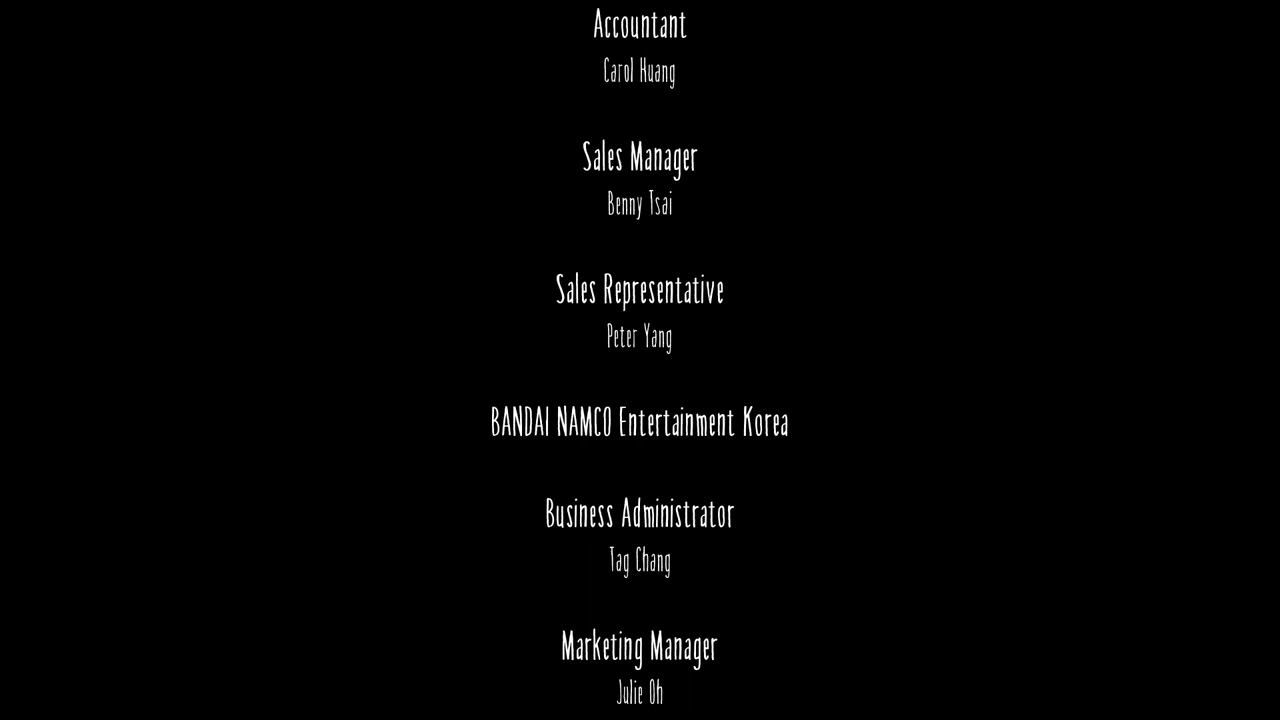 Accountant
Carol Huang
Sales Manager
Benny Tsai
Sales Representative
Peter Yang
BANDAI NAMCO Entertainment Korea
Business Administrator
Tag Chang
Marketing Manager
Julie Oh